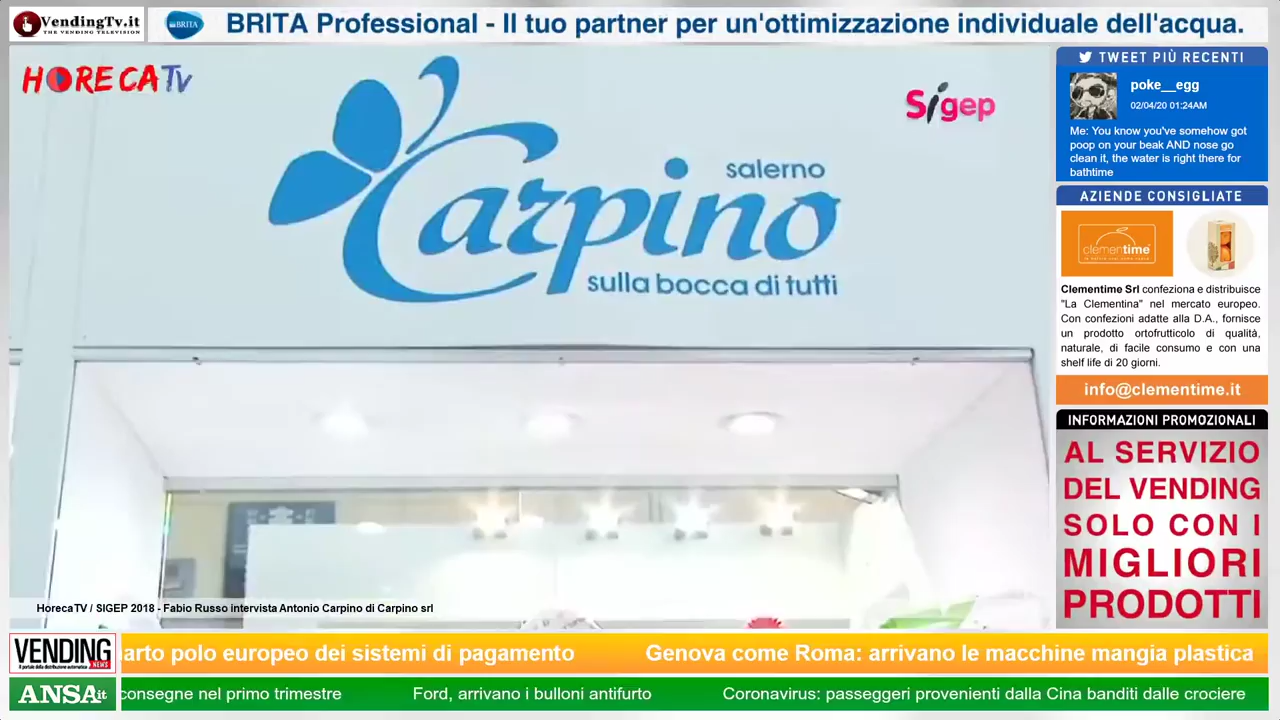 VendingTv.it
THE VENDING TELEVISION
BRITA
BRITA Professional - Il tuo partner per un'ottimizzazione individuale dell'acqua.
HORECATV
Sigep
salerno
Carpino
sulla bocca di tutti
HorecaTV / SIGEP 2018 - Fabio Russo intervista Antonio Carpino di Carpino srl
TWEET PIÙ RECENTI
poke__egg
02/04/20 01:24AM
Me: You know you've somehow got
poop on your beak AND nose go
clean it, the water is right there for
bathtime
AZIENDE CONSIGLIATE
clementime
Clementime Srl confeziona e distribuisce
"La Clementina" nel mercato europeo.
Con confezioni adatte alla D.A., fornisce
un prodotto ortofrutticolo di qualità,
naturale, di facile consumo e con una
shelf life di 20 giorni.
info@clementime.it
INFORMAZIONI PROMOZIONALI
AL SERVIZIO
DEL VENDING
SOLO CON I
MIGLIORI
PRODOTTI
VENDING
NEWS
Il portale della distribuzione automatica
arto polo europeo dei sistemi di pagamento Genova come Roma: arrivano le macchine mangia plastica
ANSA.it
consegne nel primo trimestre Ford, arrivano i bulloni antifurto Coronavirus: passeggeri provenienti dalla Cina banditi dalle crociere